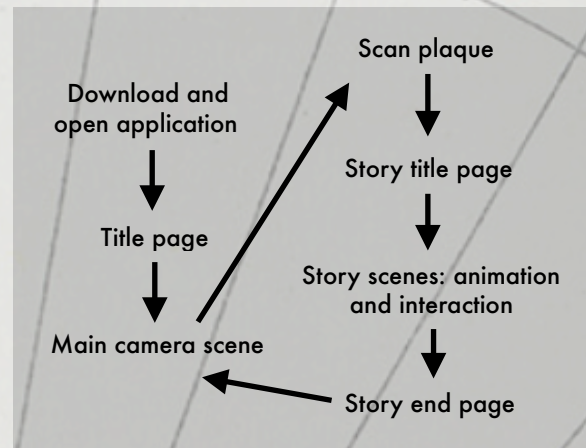 Download and
open application
Title page
Main camera scene
Scan plaque
Story title page
Story scenes: animation
and interaction
Story end page